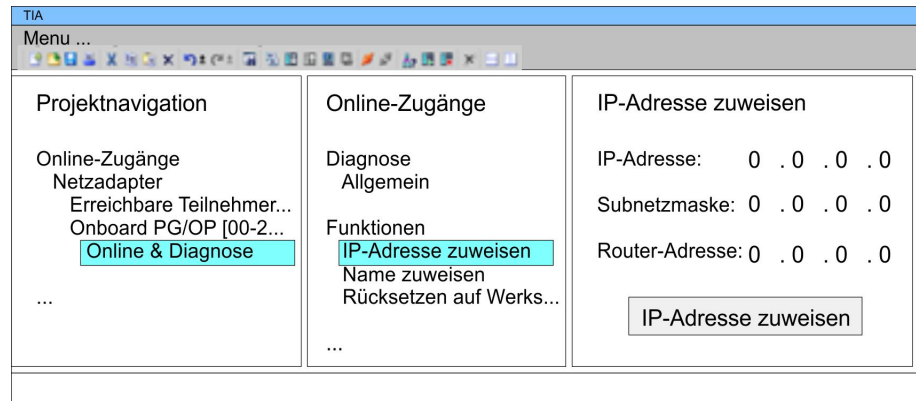 TIA
Menu ...
Projektnavigation
Online-Zugänge
Netzadapter
Erreichbare Teilnehmer...
Onboard PG/OP [00-2...
Online & Diagnose
...
Online-Zugänge
Diagnose
Allgemein
Funktionen
IP-Adresse zuweisen
Name zuweisen
Rücksetzen auf Werks...
...
IP-Adresse zuweisen
IP-Adresse: 0 . 0 . 0 . 0
Subnetzmaske: 0 . 0 . 0 . 0
Router-Adresse: 0 . 0 . 0 . 0
IP-Adresse zuweisen